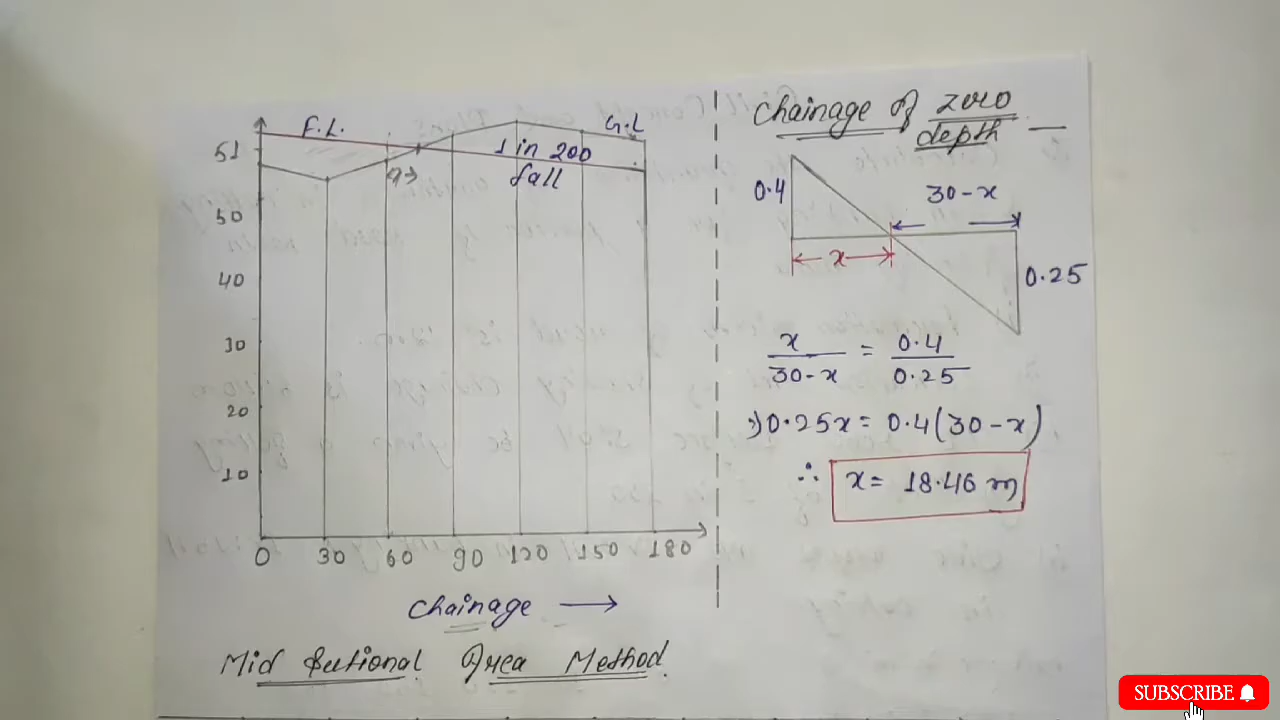 F.L.
G.L
51
50
40
30
20
10
1 in 200
fall
0 30 60 90 120 150 180
Chainage
Mid Sectional Area Method.
Chainage of zero
depth
0.4
30-x
x
0.25
x/30-x = 0.4/0.25
0.25x = 0.4(30-x)
∴ x = 18.46 m
SUBSCRIBE